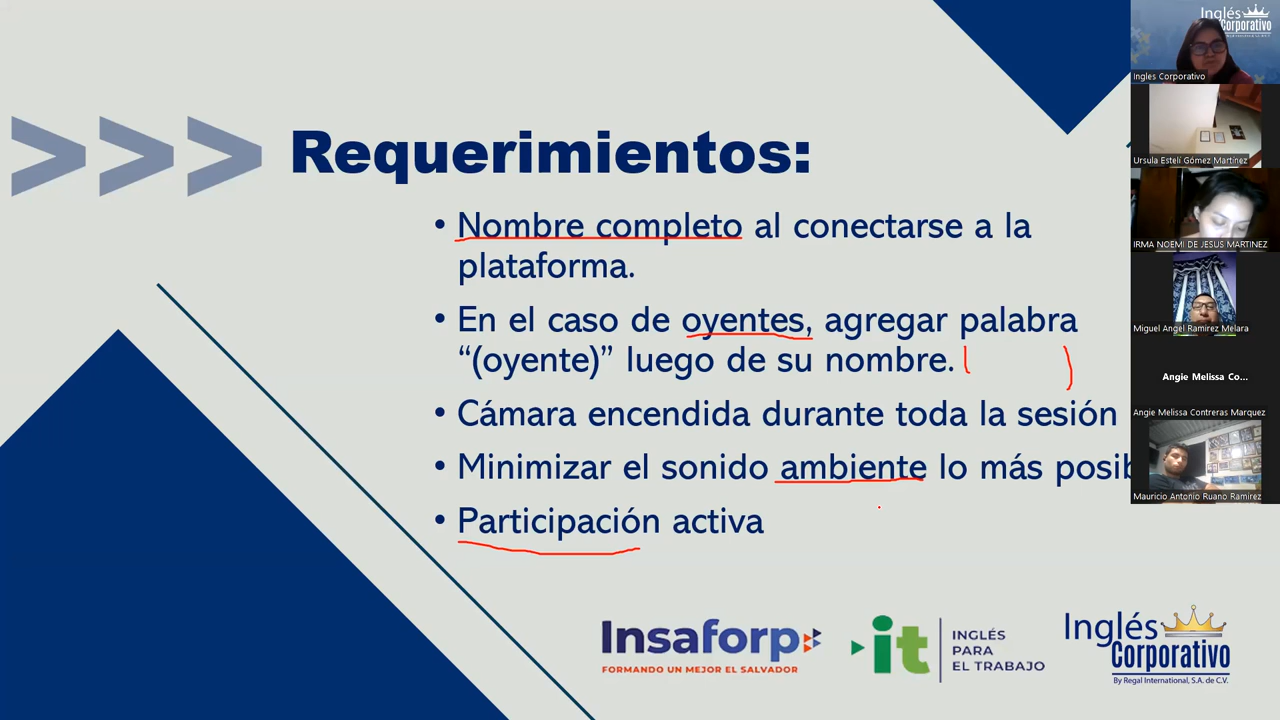 >>> Requerimientos:
• Nombre completo al conectarse a la
plataforma.
• En el caso de oyentes, agregar palabra
“(oyente)” luego de su nombre.
• Cámara encendida durante toda la sesión
• Minimizar el sonido ambiente lo más posib
• Participación activa
Insaforp
FORMANDO UN MEJOR EL SALVADOR
it
INGLÉS
PARA
EL TRABAJO
Inglés
Corporativo
By Regal International, S.A. de C.V.
Inglés
Corporativo
Ingles Corporativo
Ursula Estelí Gómez Martínez
IRMA NOEMI DE JESUS MARTINEZ
Miguel Angel Ramirez Melara
Angie Melissa Co...
Angie Melissa Contreras Marquez
Mauricio Antonio Ruano Ramirez